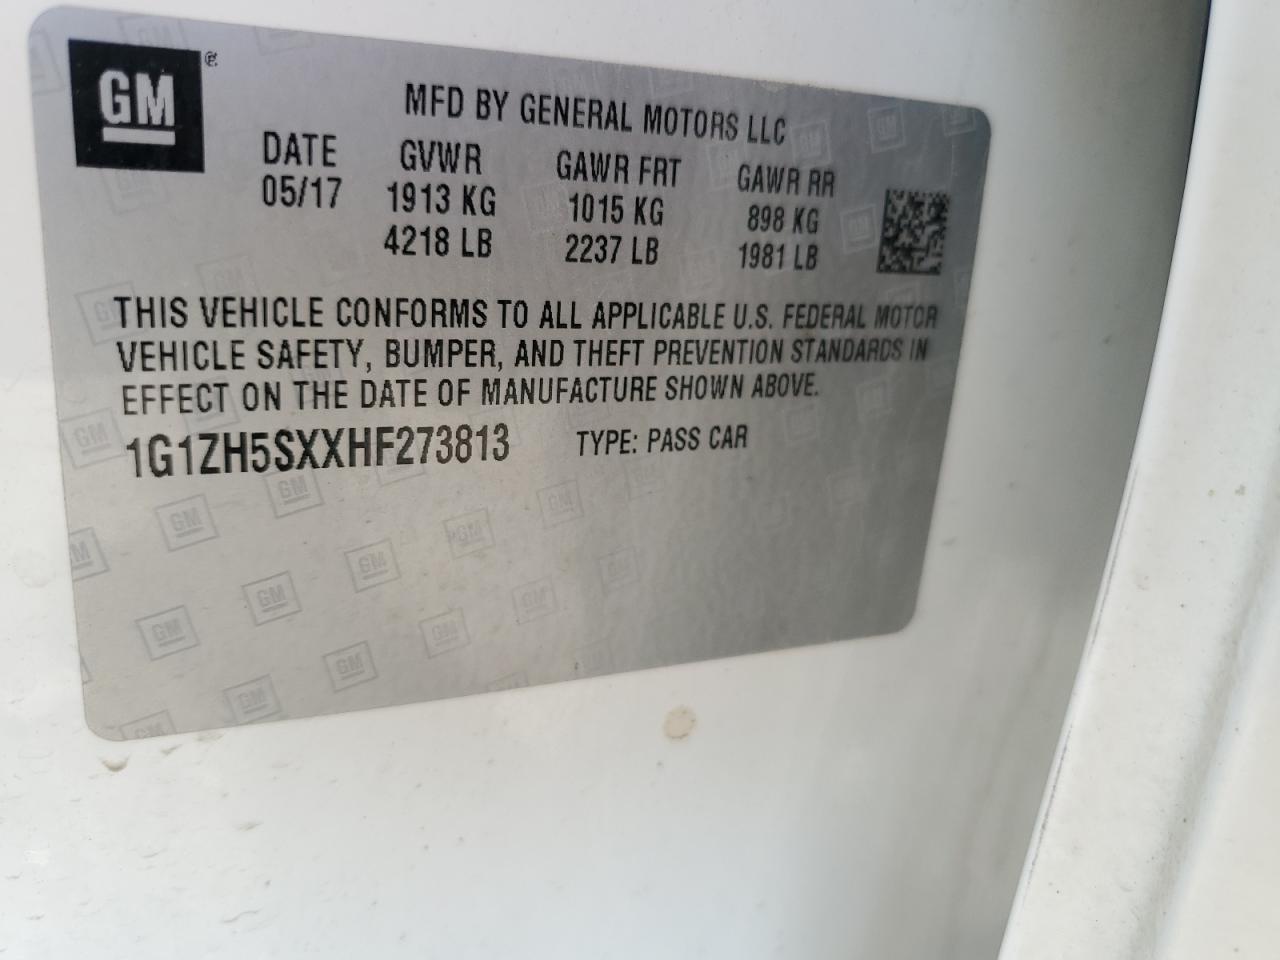 GM®
MFD BY GENERAL MOTORS LLC
DATE GVWR GAWR FRT GAWR RR
05/17 1913 KG 1015 KG 898 KG
4218 LB 2237 LB 1981 LB
THIS VEHICLE CONFORMS TO ALL APPLICABLE U.S. FEDERAL MOTOR
VEHICLE SAFETY, BUMPER, AND THEFT PREVENTION STANDARDS IN
EFFECT ON THE DATE OF MANUFACTURE SHOWN ABOVE.
1G1ZH5SXXHF273813 TYPE: PASS CAR